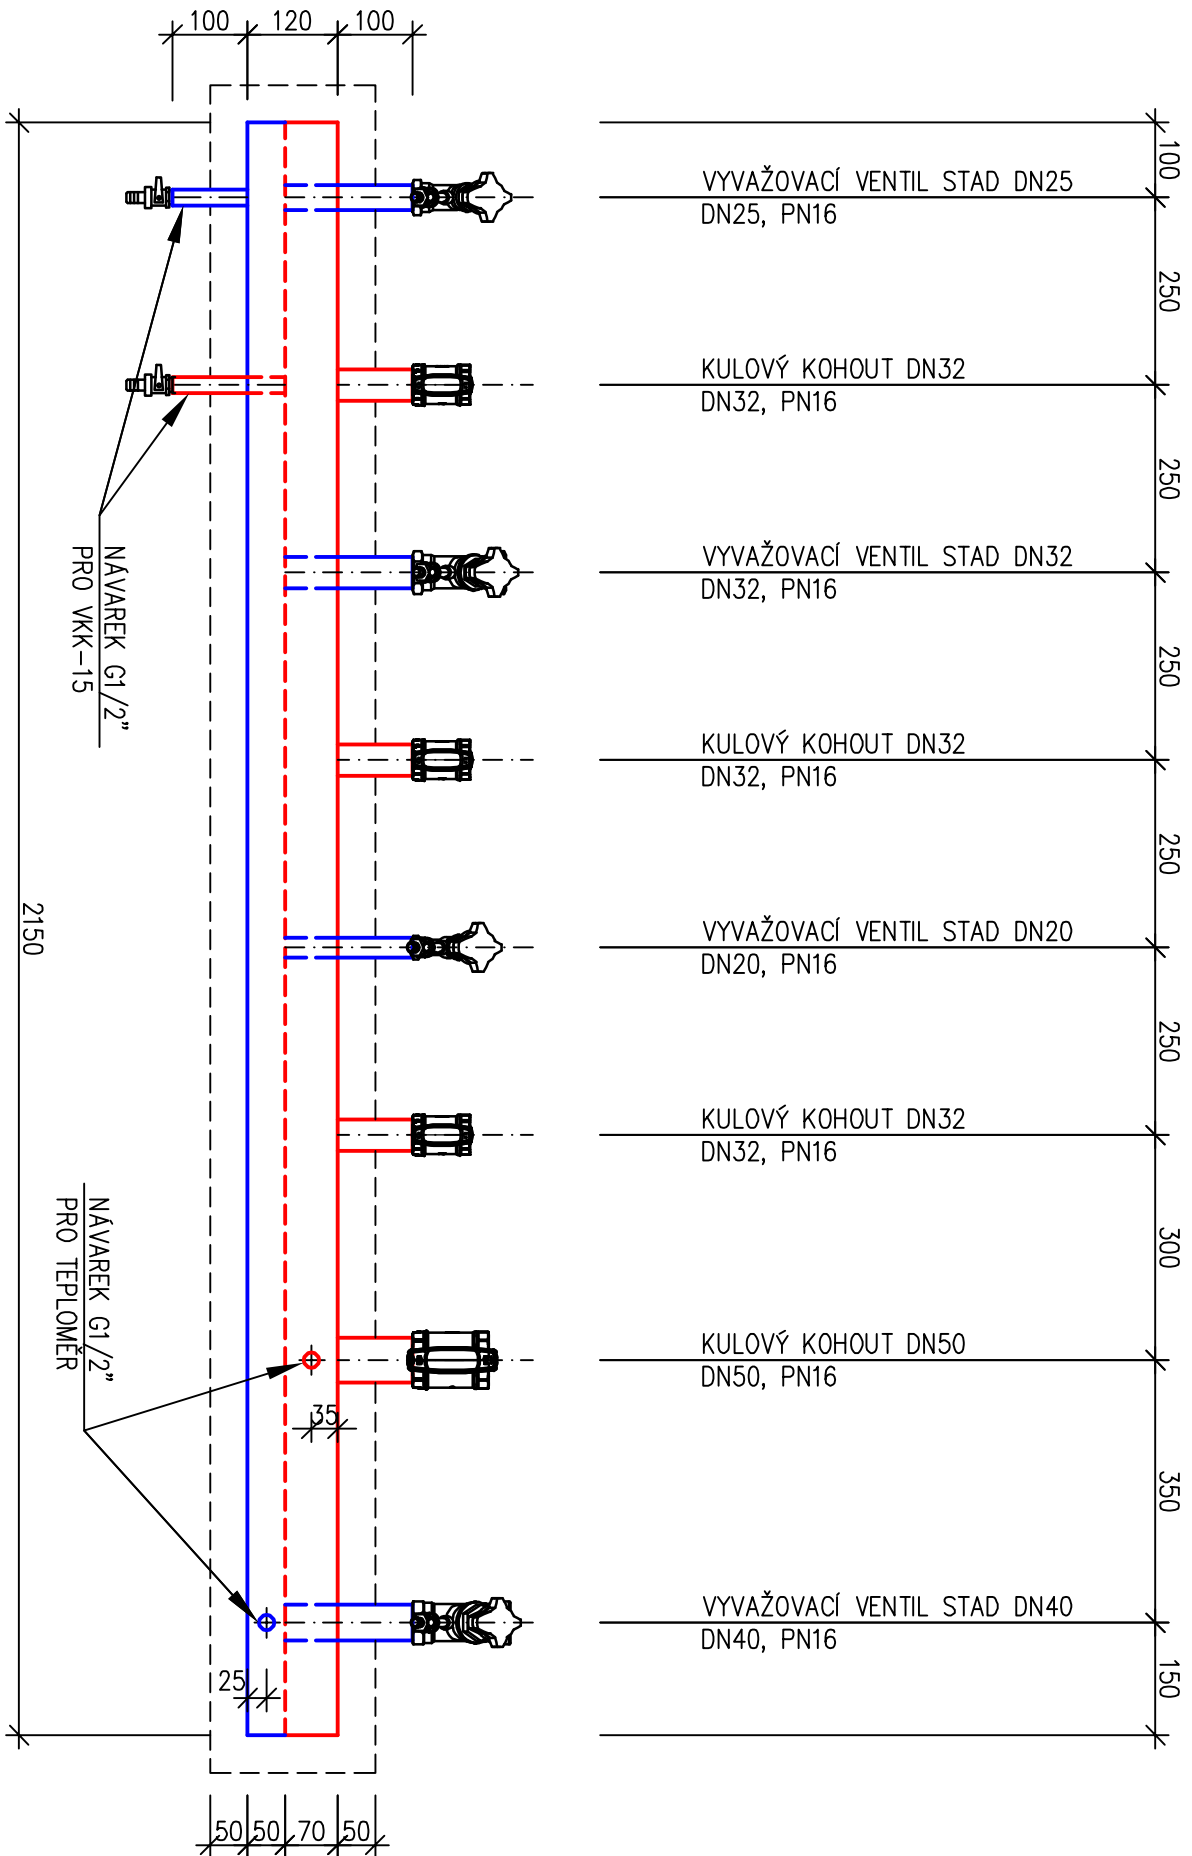 100
120
100
100
VYVAŽOVACÍ VENTIL STAD DN25
DN25, PN16
250
KULOVÝ KOHOUT DN32
DN32, PN16
250
VYVAŽOVACÍ VENTIL STAD DN32
DN32, PN16
NÁVAREK G1/2"
PRO VKK-15
250
KULOVÝ KOHOUT DN32
DN32, PN16
250
VYVAŽOVACÍ VENTIL STAD DN20
DN20, PN16
2150
250
KULOVÝ KOHOUT DN32
DN32, PN16
300
NÁVAREK G1/2"
PRO TEPLOMĚR
KULOVÝ KOHOUT DN50
DN50, PN16
35
350
VYVAŽOVACÍ VENTIL STAD DN40
DN40, PN16
25
150
50
50
70
50